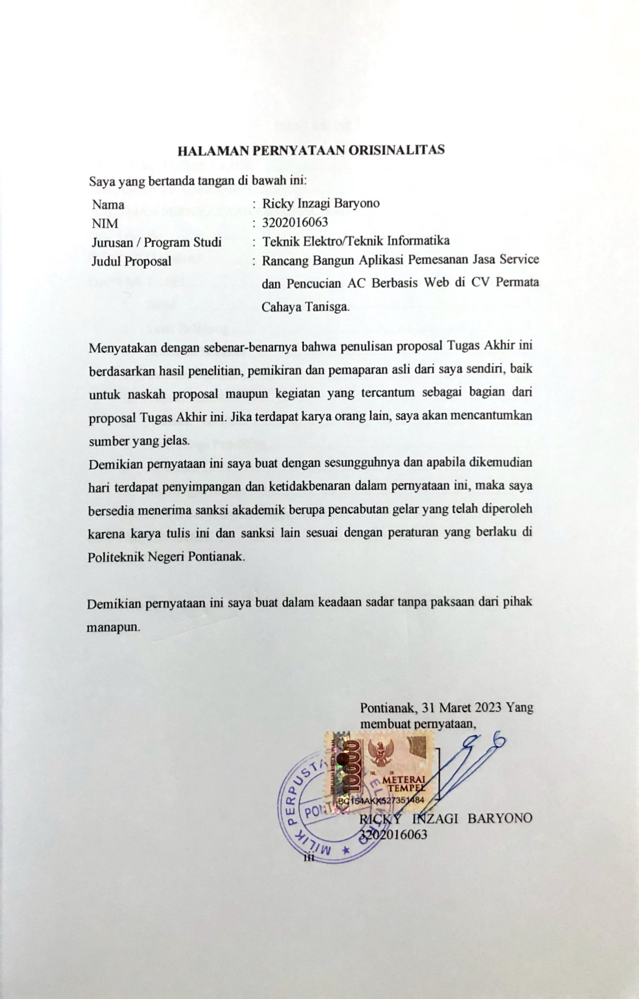 HALAMAN PERNYATAAN ORISINALITAS
Saya yang bertanda tangan di bawah ini:
Nama : Ricky Inzagi Baryono
NIM : 3202016063
Jurusan / Program Studi : Teknik Elektro/Teknik Informatika
Judul Proposal : Rancang Bangun Aplikasi Pemesanan Jasa Service
dan Pencucian AC Berbasis Web di CV Permata
Cahaya Tanisga.
Menyatakan dengan sebenar-benarnya bahwa penulisan proposal Tugas Akhir ini
berdasarkan hasil penelitian, pemikiran dan pemaparan asli dari saya sendiri, baik
untuk naskah proposal maupun kegiatan yang tercantum sebagai bagian dari
proposal Tugas Akhir ini. Jika terdapat karya orang lain, saya akan mencantumkan
sumber yang jelas.
Demikian pernyataan ini saya buat dengan sesungguhnya dan apabila dikemudian
hari terdapat penyimpangan dan ketidakbenaran dalam pernyataan ini, maka saya
bersedia menerima sanksi akademik berupa pencabutan gelar yang telah diperoleh
karena karya tulis ini dan sanksi lain sesuai dengan peraturan yang berlaku di
Politeknik Negeri Pontianak.
Demikian pernyataan ini saya buat dalam keadaan sadar tanpa paksaan dari pihak
manapun.
Pontianak, 31 Maret 2023 Yang
membuat pernyataan,
SEPULUH RIBU RUPIAH
10000
TGL. 20
METERAI
TEMPEL
BC154AKX527351484
MILIK
RICKY INZAGI BARYONO
3202016063
iii